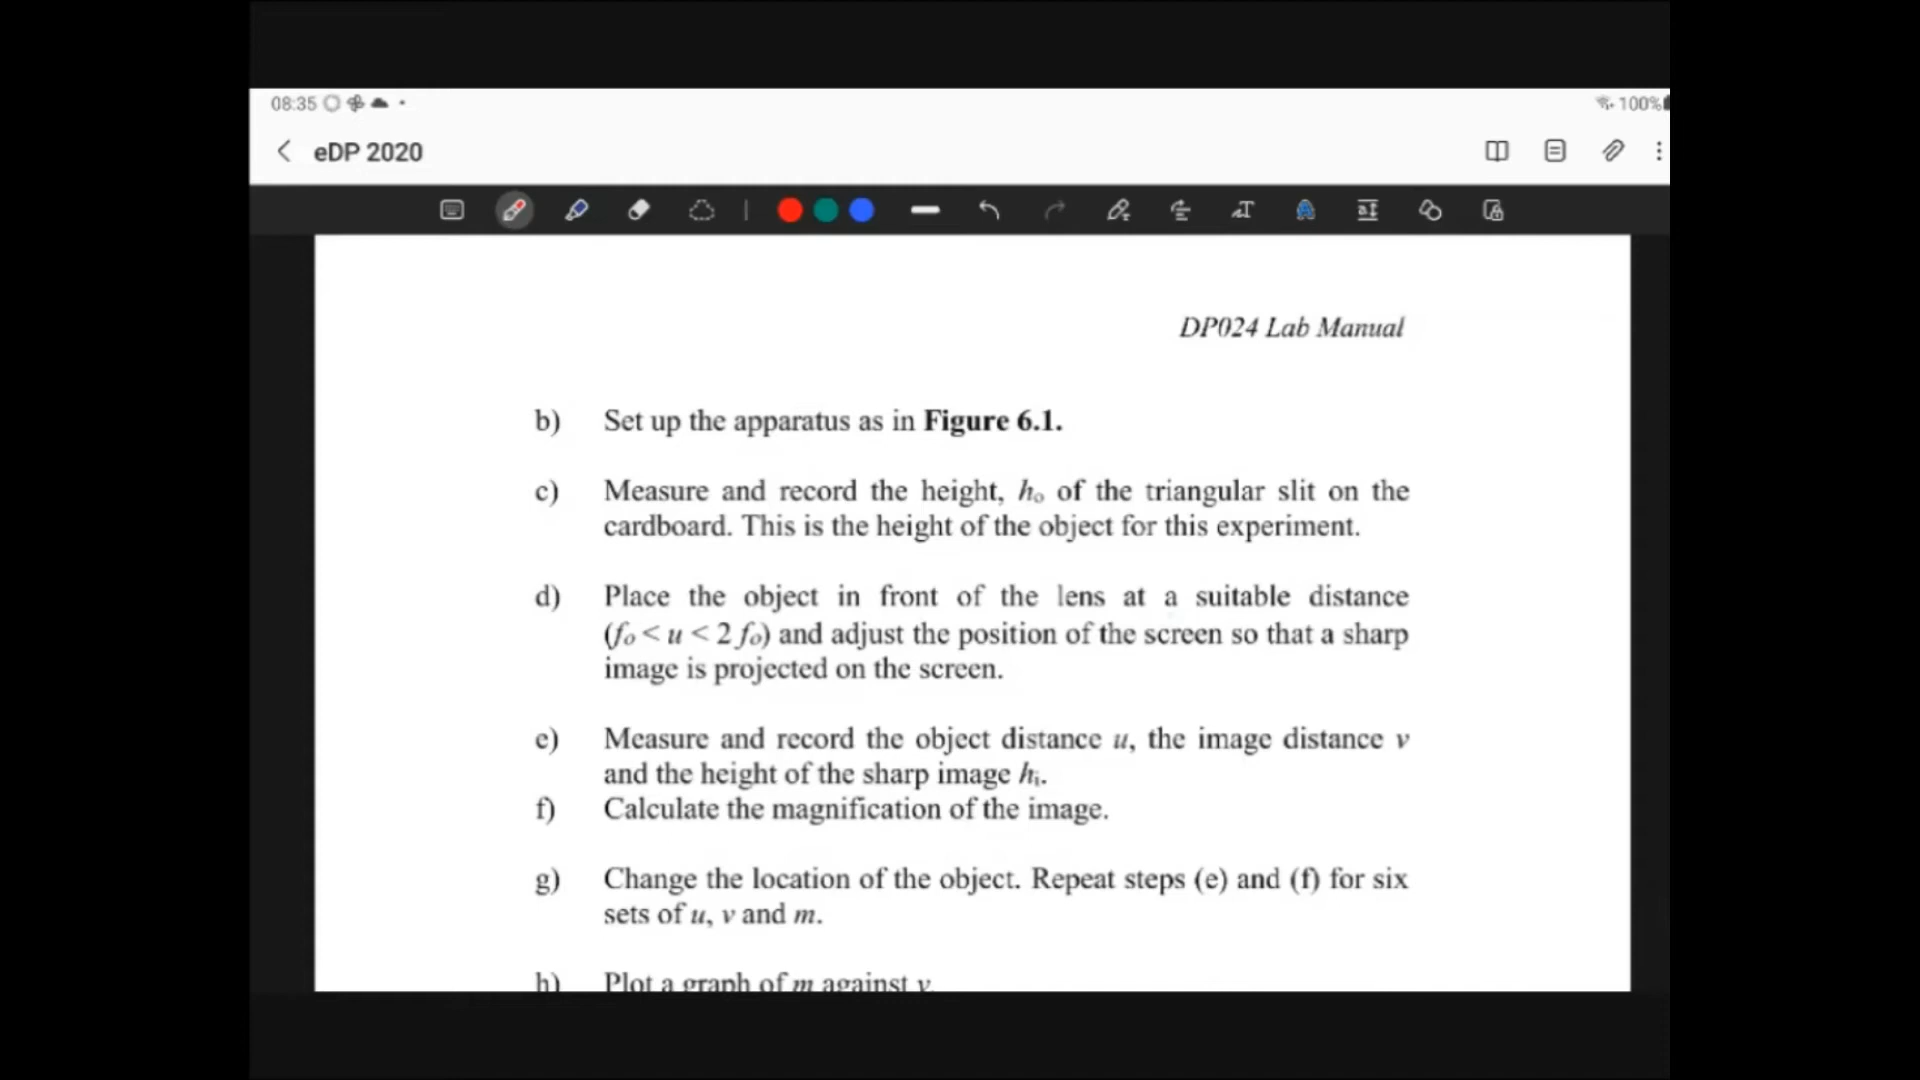 08:35
100%
eDP 2020
DP024 Lab Manual
b) Set up the apparatus as in Figure 6.1.
c) Measure and record the height, hₒ of the triangular slit on the
cardboard. This is the height of the object for this experiment.
d) Place the object in front of the lens at a suitable distance
(fₒ < u < 2 fₒ) and adjust the position of the screen so that a sharp
image is projected on the screen.
e) Measure and record the object distance u, the image distance v
and the height of the sharp image hᵢ.
f) Calculate the magnification of the image.
g) Change the location of the object. Repeat steps (e) and (f) for six
sets of u, v and m.
h) Plot a graph of m against v